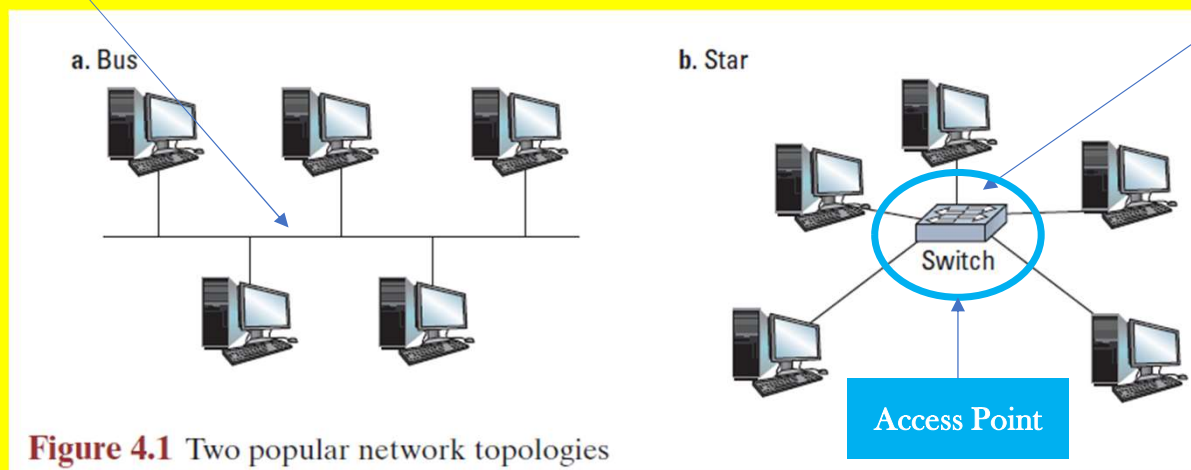 a. Bus
b. Star
Switch
Access Point
Figure 4.1 Two popular network topologies